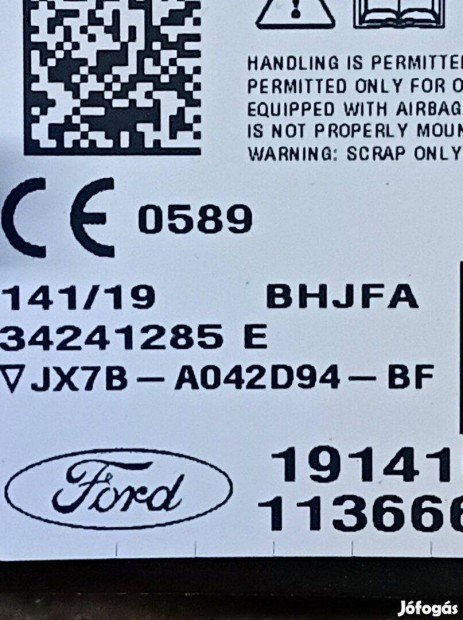 HANDLING IS PERMITTE
PERMITTED ONLY FOR O
EQUIPPED WITH AIRBAG
IS NOT PROPERLY MOUN
WARNING: SCRAP ONLY
CE 0589
141/19 BHJFA
34241285 E
▽JX7B – A042D94 – BF
Ford
19141
113666
Jófogás